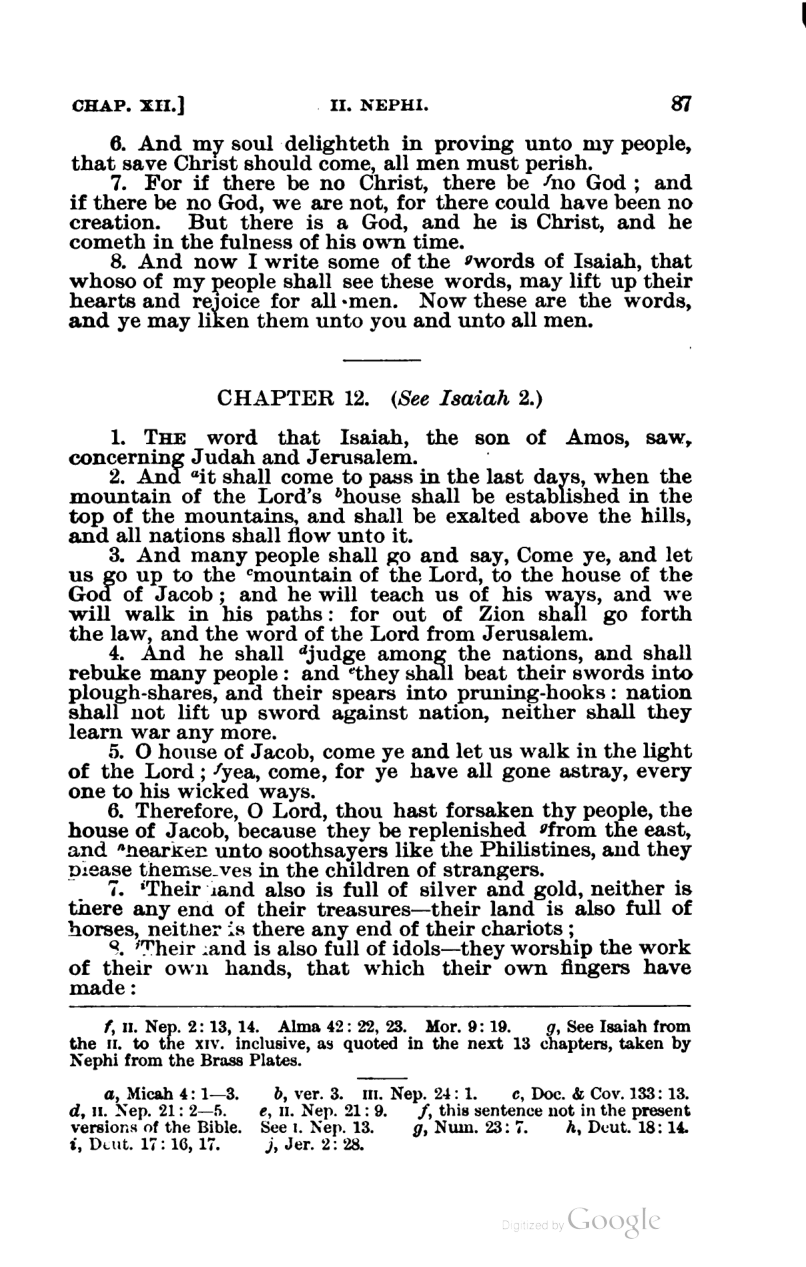 CHAP. XII.] II. NEPHI. 87
6. And my soul delighteth in proving unto my people,
that save Christ should come, all men must perish.
7. For if there be no Christ, there be ᶠno God ; and
if there be no God, we are not, for there could have been no
creation. But there is a God, and he is Christ, and he
cometh in the fulness of his own time.
8. And now I write some of the ᵍwords of Isaiah, that
whoso of my people shall see these words, may lift up their
hearts and rejoice for all men. Now these are the words,
and ye may liken them unto you and unto all men.
CHAPTER 12. (See Isaiah 2.)
1. THE word that Isaiah, the son of Amos, saw,
concerning Judah and Jerusalem.
2. And ᵃit shall come to pass in the last days, when the
mountain of the Lord's ᵇhouse shall be established in the
top of the mountains, and shall be exalted above the hills,
and all nations shall flow unto it.
3. And many people shall go and say, Come ye, and let
us go up to the ᶜmountain of the Lord, to the house of the
God of Jacob ; and he will teach us of his ways, and we
will walk in his paths : for out of Zion shall go forth
the law, and the word of the Lord from Jerusalem.
4. And he shall ᵈjudge among the nations, and shall
rebuke many people : and ᵉthey shall beat their swords into
plough-shares, and their spears into pruning-hooks : nation
shall not lift up sword against nation, neither shall they
learn war any more.
5. O house of Jacob, come ye and let us walk in the light
of the Lord ; ᶠyea, come, for ye have all gone astray, every
one to his wicked ways.
6. Therefore, O Lord, thou hast forsaken thy people, the
house of Jacob, because they be replenished ᵍfrom the east,
and ʰhearken unto soothsayers like the Philistines, and they
please themselves in the children of strangers.
7. ⁱTheir land also is full of silver and gold, neither is
there any end of their treasures—their land is also full of
horses, neither is there any end of their chariots ;
8. ʲTheir land is also full of idols—they worship the work
of their own hands, that which their own fingers have
made :
f, II. Nep. 2 : 13, 14. Alma 42 : 22, 23. Mor. 9 : 19. g, See Isaiah from
the II. to the XIV. inclusive, as quoted in the next 13 chapters, taken by
Nephi from the Brass Plates.
a, Micah 4 : 1—3. b, ver. 3. III. Nep. 24 : 1. c, Doc. & Cov. 133 : 13.
d, II. Nep. 21 : 2—5. e, II. Nep. 21 : 9. f, this sentence not in the present
versions of the Bible. See I. Nep. 13. g, Num. 23 : 7. h, Deut. 18 : 14.
i, Deut. 17 : 16, 17. j, Jer. 2 : 28.
Digitized by Google